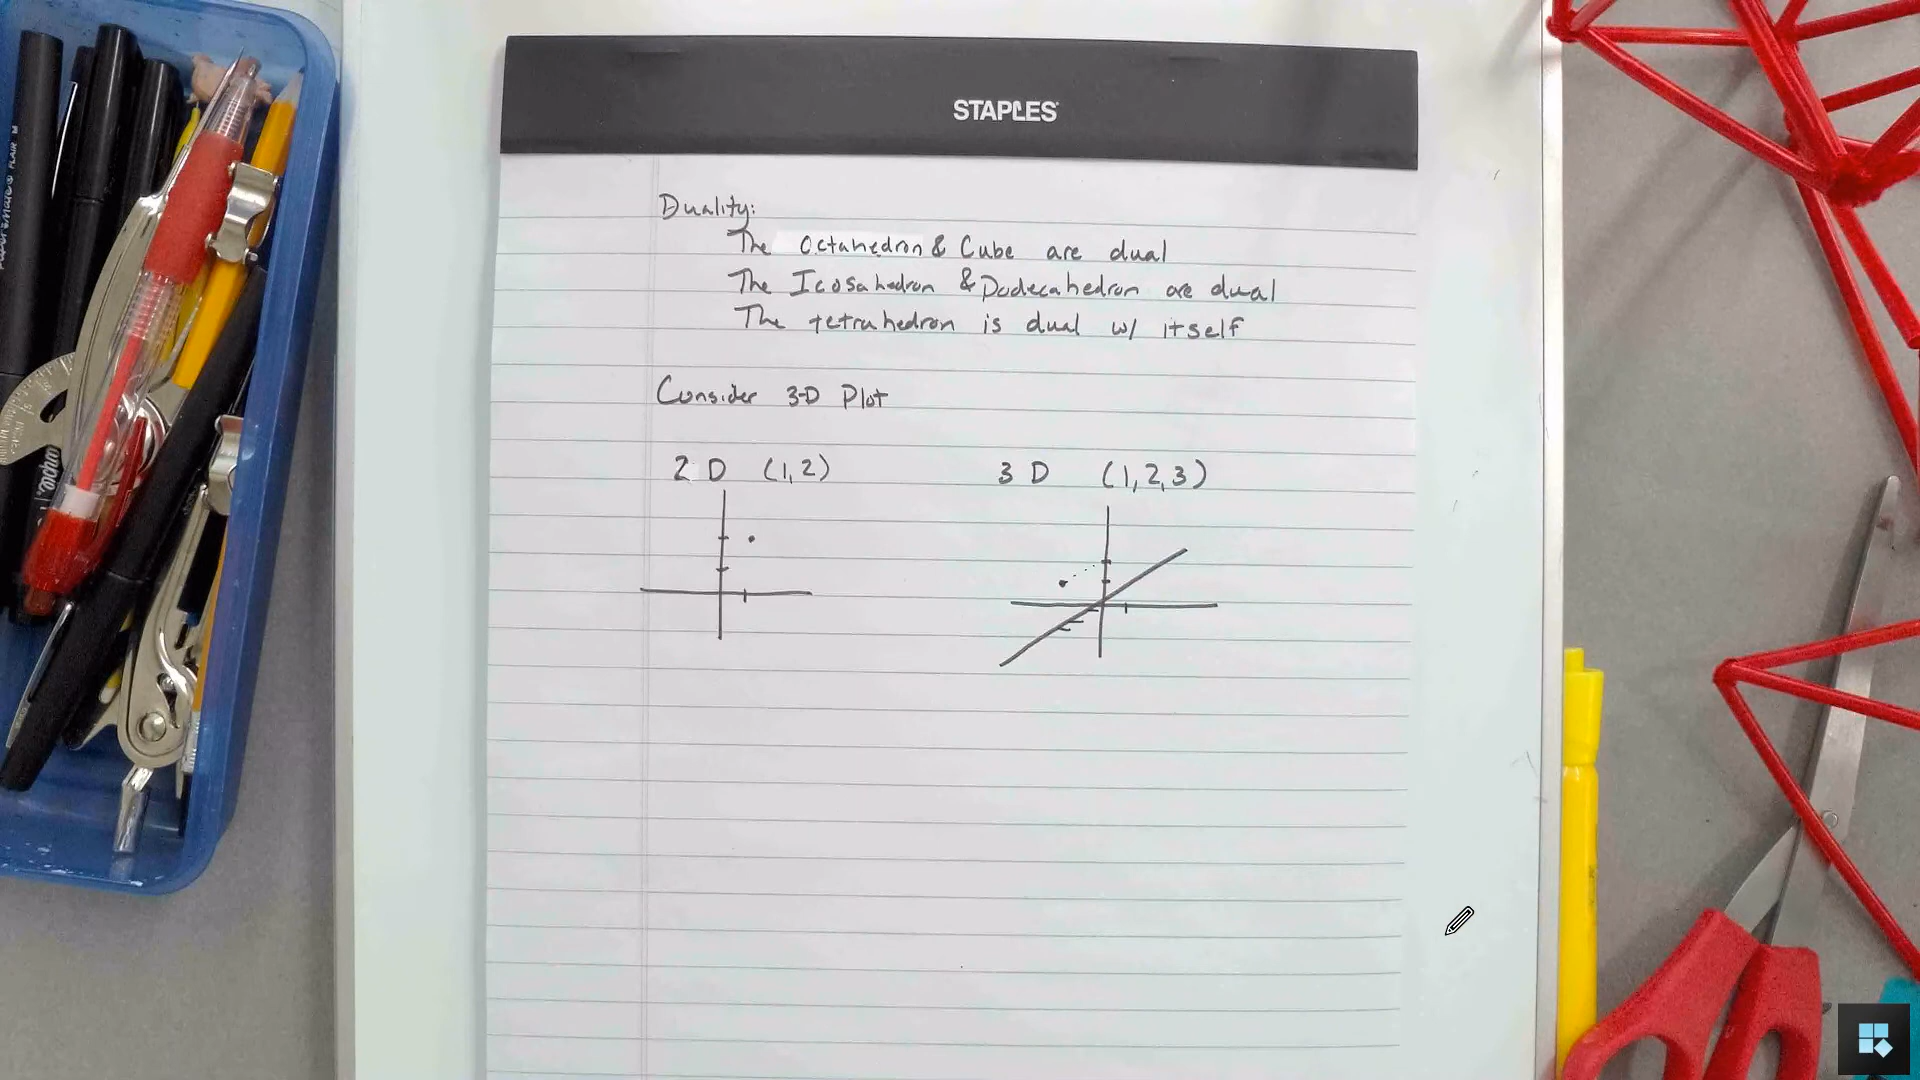 STAPLES
Duality:
The Octahedron & Cube are dual
The Icosahedron & Dodecahedron are dual
The tetrahedron is dual w/ itself
Consider 3-D Plot
2 D (1,2)
3 D (1,2,3)